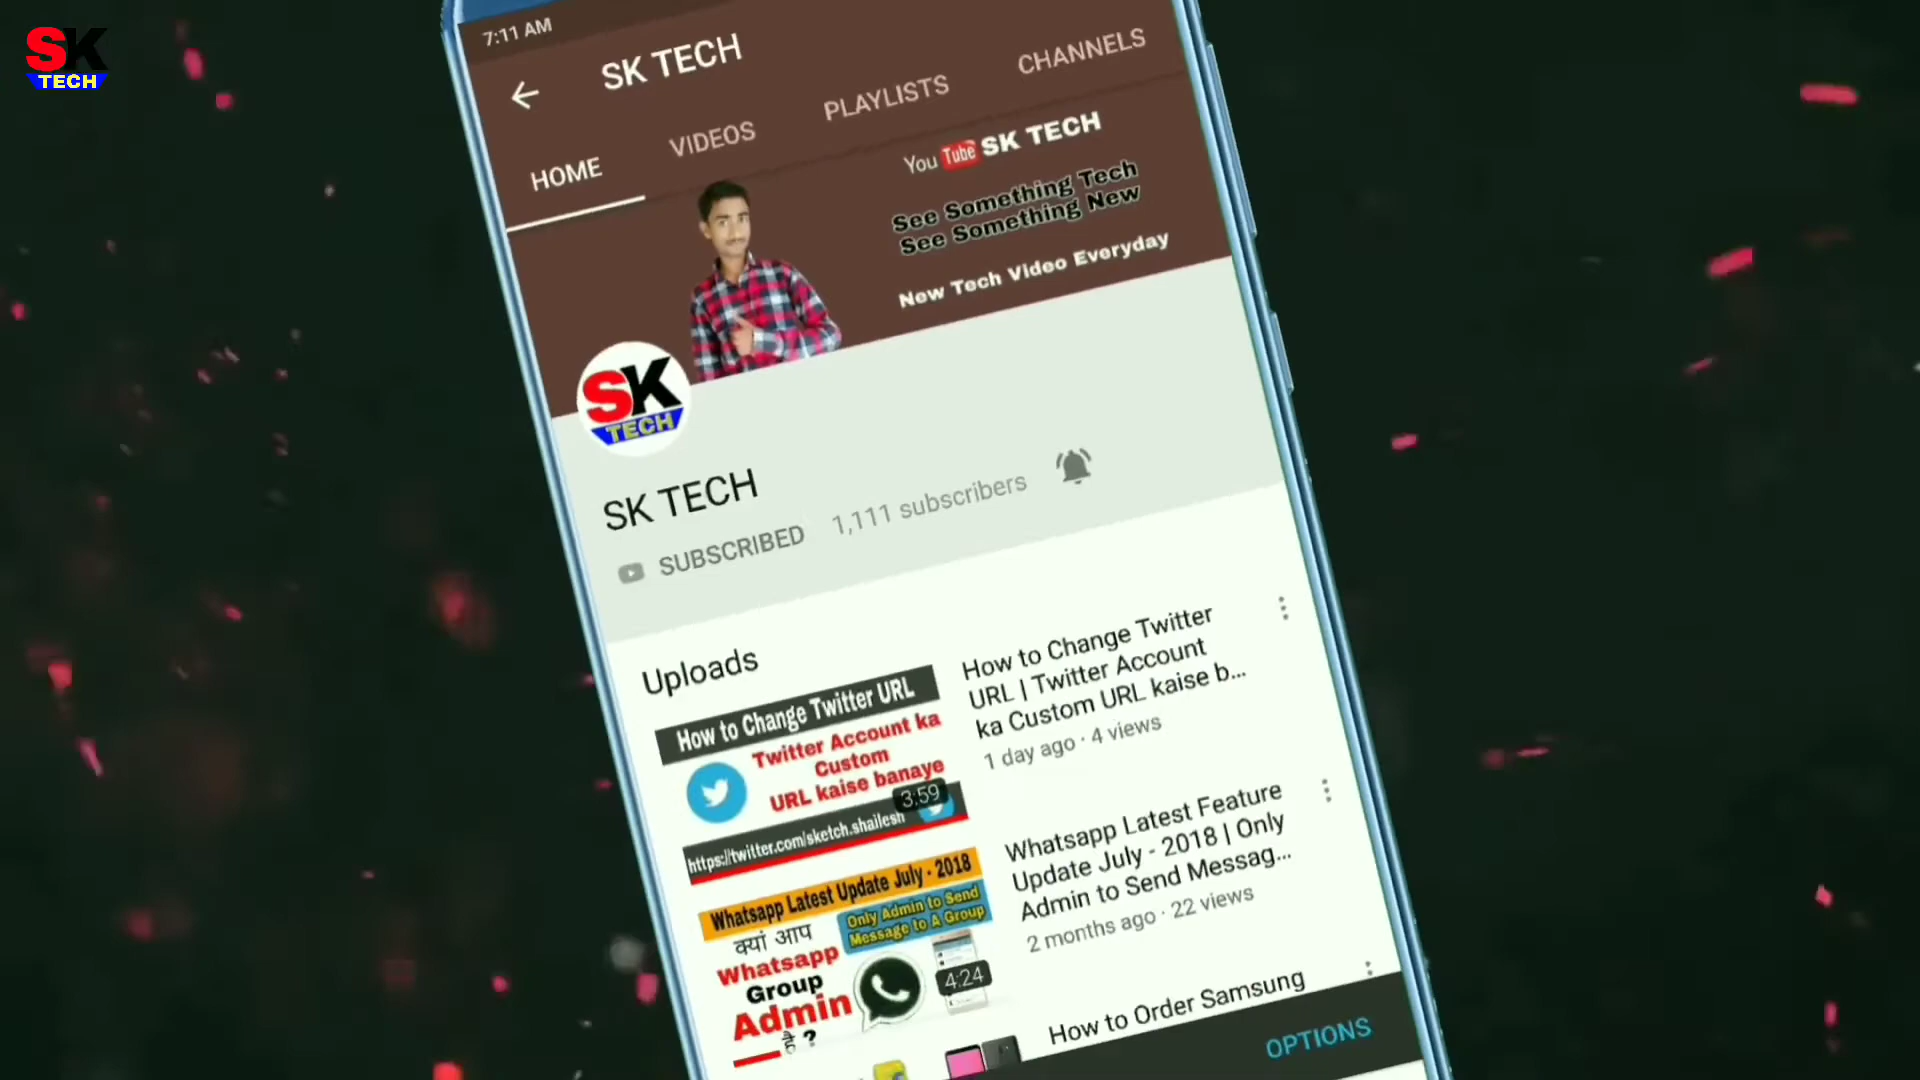 SK
TECH
7:11 AM
SK TECH
HOME
VIDEOS
PLAYLISTS
CHANNELS
You Tube SK TECH
See Something Tech
See Something New
New Tech Video Everyday
SK
TECH
SK TECH
SUBSCRIBED
1,111 subscribers
Uploads
How to Change Twitter URL
Twitter Account ka
Custom
URL kaise banaye
3:59
https://twitter.com/sketch.shailesh
How to Change Twitter
URL | Twitter Account
ka Custom URL kaise b...
1 day ago · 4 views
Whatsapp Latest Update July - 2018
Only Admin to Send
Message to A Group
क्यां आप
Whatsapp
Group
Admin
है ?
4:24
Whatsapp Latest Feature
Update July - 2018 | Only
Admin to Send Messag...
2 months ago · 22 views
How to Order Samsung
OPTIONS